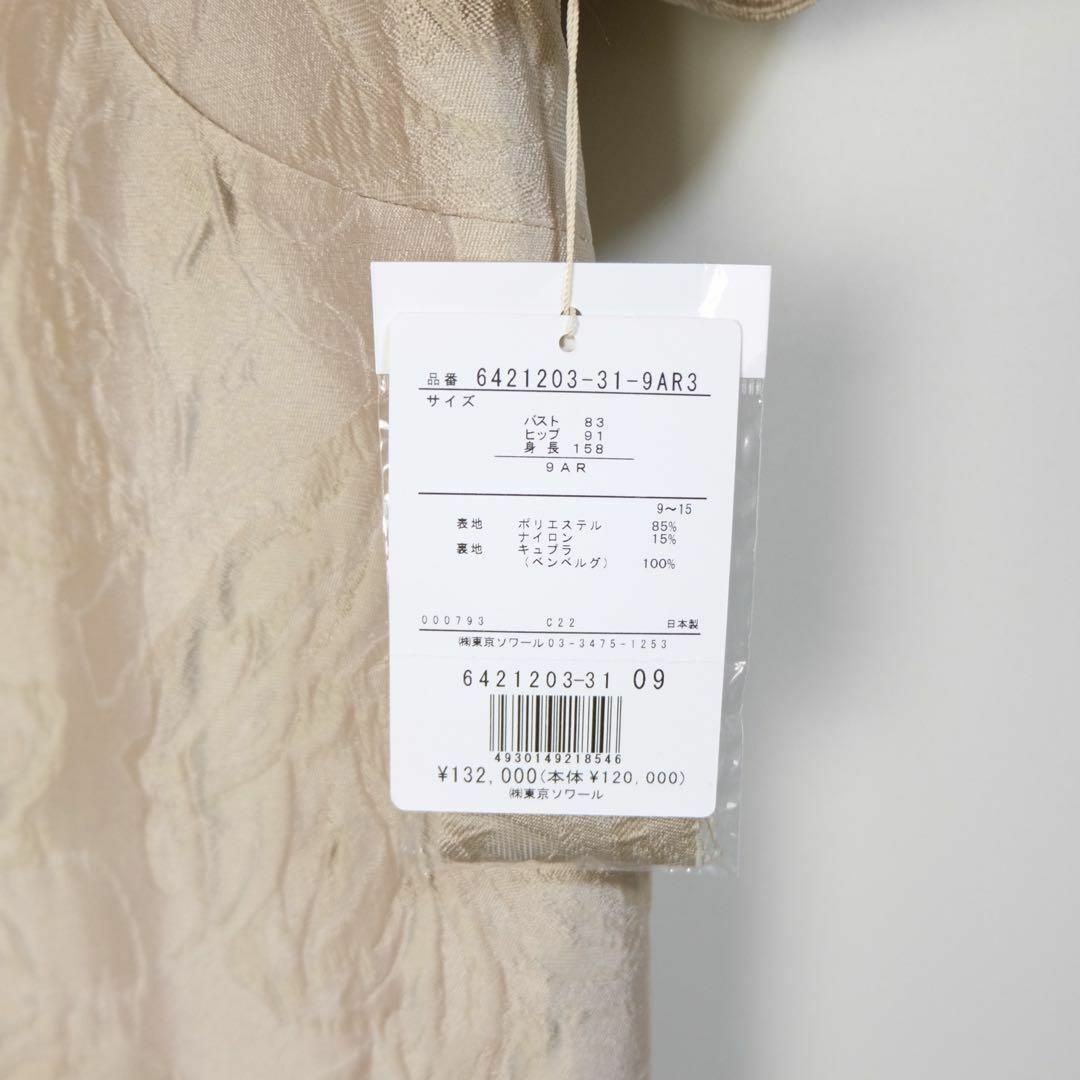 品番 6421203-31-9AR3
サイズ
バスト 83
ヒップ 91
身長 158
9AR
9〜15
表地 ポリエステル 85%
ナイロン 15%
裏地 キュプラ
(ベンベルグ) 100%
000793 C22 日本製
㈱東京ソワール03-3475-1253
6421203-31 09
4930149218546
¥132,000(本体¥120,000)
㈱東京ソワール